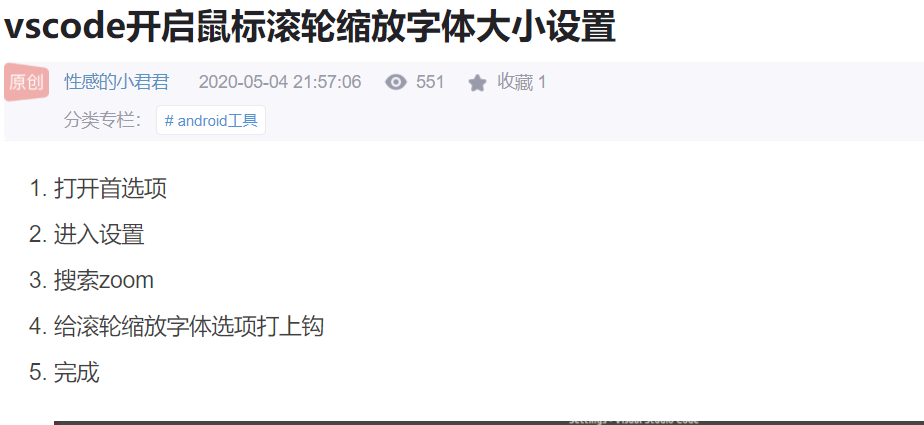 vscode开启鼠标滚轮缩放字体大小设置
原创 性感的小君君 2020-05-04 21:57:06 551 收藏 1
分类专栏： # android工具
1. 打开首选项
2. 进入设置
3. 搜索zoom
4. 给滚轮缩放字体选项打上钩
5. 完成
Settings - Visual Studio Code